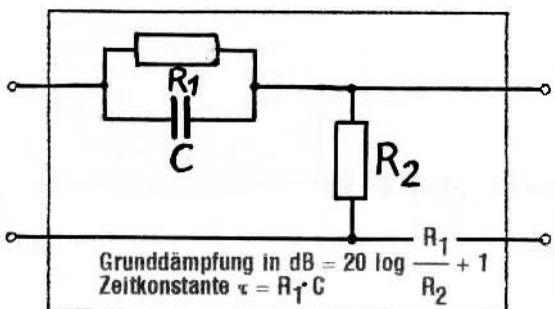 R1
C
R2
Grunddämpfung in dB = 20 log R1/R2 + 1
Zeitkonstante τ = R1·C